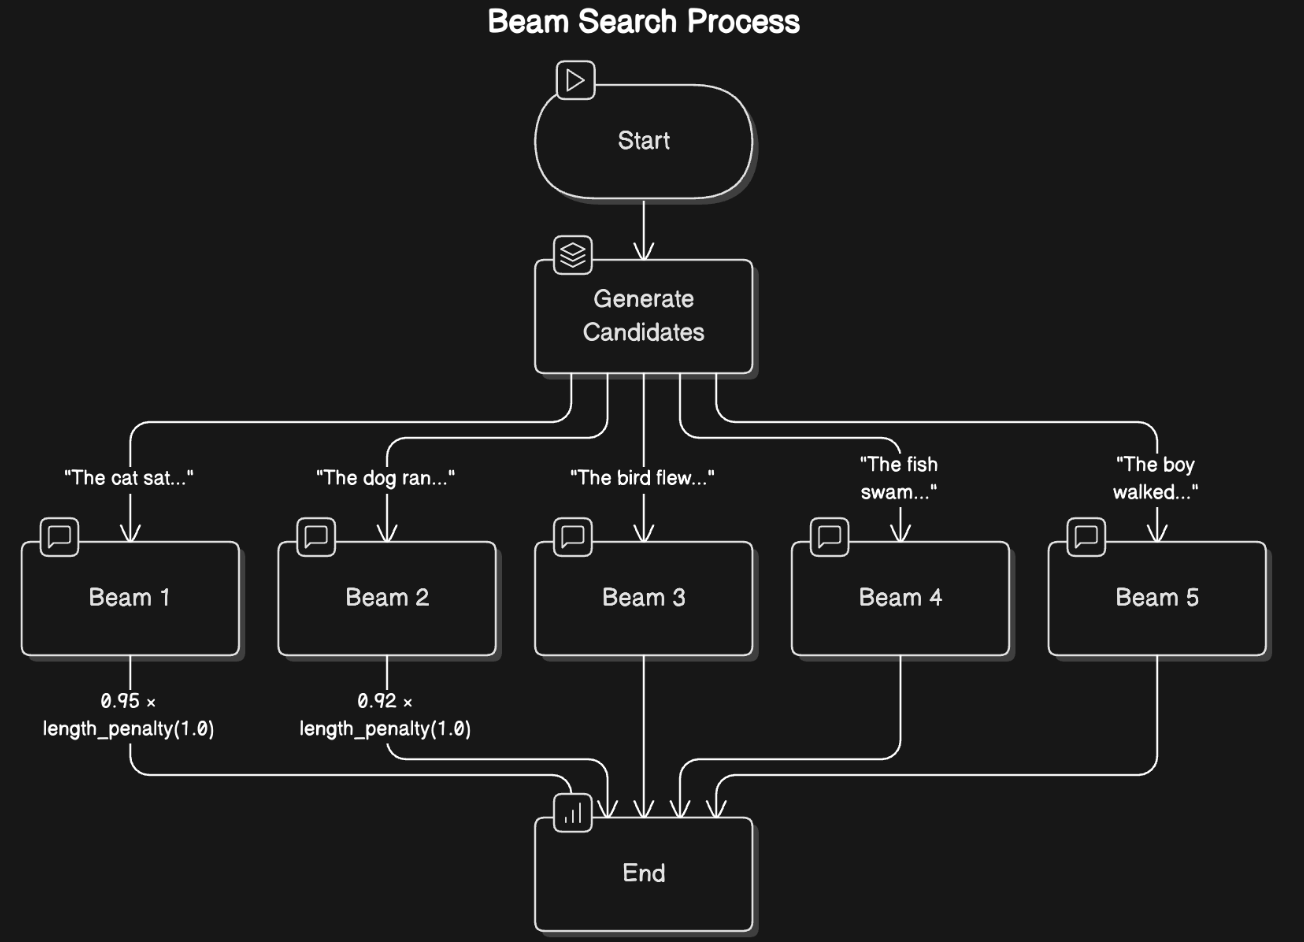 Beam Search Process
Start
Generate
Candidates
"The cat sat..."
"The dog ran..."
"The bird flew..."
"The fish
swam..."
"The boy
walked..."
Beam 1
Beam 2
Beam 3
Beam 4
Beam 5
0.95 ×
length_penalty(1.0)
0.92 ×
length_penalty(1.0)
End